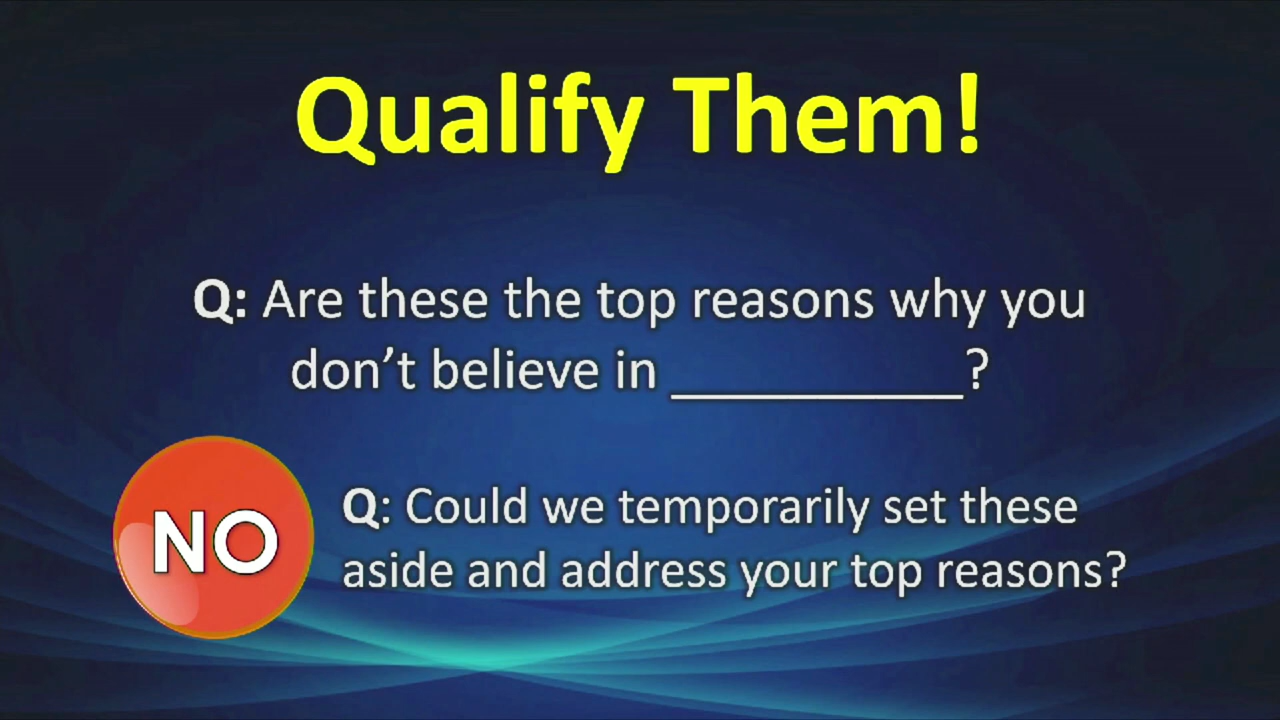 Qualify Them!
Q: Are these the top reasons why you
don’t believe in __________?
NO
Q: Could we temporarily set these
aside and address your top reasons?